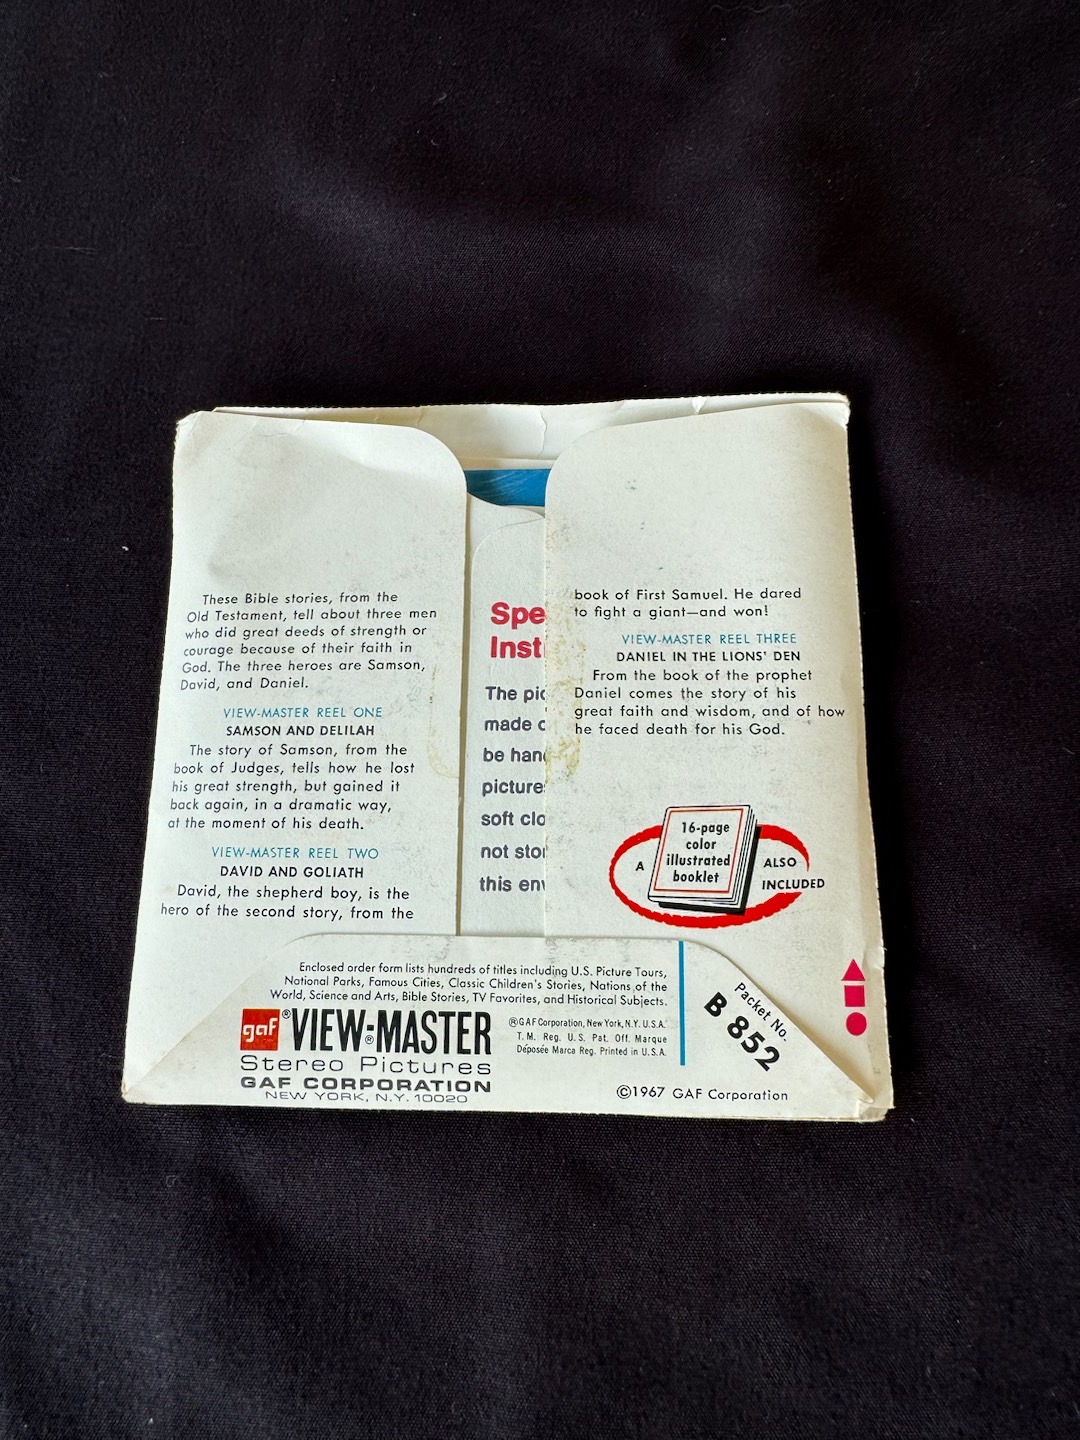 These Bible stories, from the
Old Testament, tell about three men
who did great deeds of strength or
courage because of their faith in
God. The three heroes are Samson,
David, and Daniel.
VIEW-MASTER REEL ONE
SAMSON AND DELILAH
The story of Samson, from the
book of Judges, tells how he lost
his great strength, but gained it
back again, in a dramatic way,
at the moment of his death.
VIEW-MASTER REEL TWO
DAVID AND GOLIATH
David, the shepherd boy, is the
hero of the second story, from the
Spe
Inst
The pic
made o
be hand
picture
soft clo
not stor
this env
book of First Samuel. He dared
to fight a giant—and won!
VIEW-MASTER REEL THREE
DANIEL IN THE LIONS' DEN
From the book of the prophet
Daniel comes the story of his
great faith and wisdom, and of how
he faced death for his God.
A 16-page
color
illustrated
booklet
ALSO
INCLUDED
Enclosed order form lists hundreds of titles including U.S. Picture Tours,
National Parks, Famous Cities, Classic Children's Stories, Nations of the
World, Science and Arts, Bible Stories, TV Favorites, and Historical Subjects.
gaf® VIEW-MASTER®
Stereo Pictures
GAF CORPORATION
NEW YORK, N.Y. 10020
®GAF Corporation, New York, N.Y. U.S.A.
T. M. Reg. U. S. Pat. Off. Marque
Déposée Marca Reg. Printed in U.S.A.
Packet No.
B 852
©1967 GAF Corporation